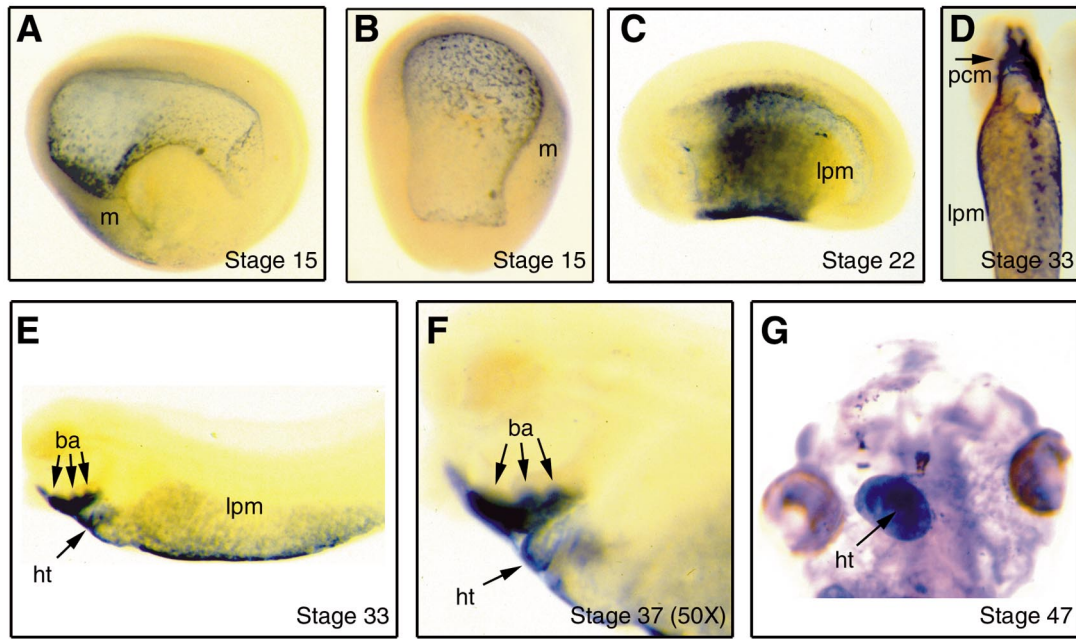 A
m
Stage 15
B
m
Stage 15
C
lpm
Stage 22
D
pcm
lpm
Stage 33
E
ba
lpm
ht
Stage 33
F
ba
ht
Stage 37 (50X)
G
ht
Stage 47